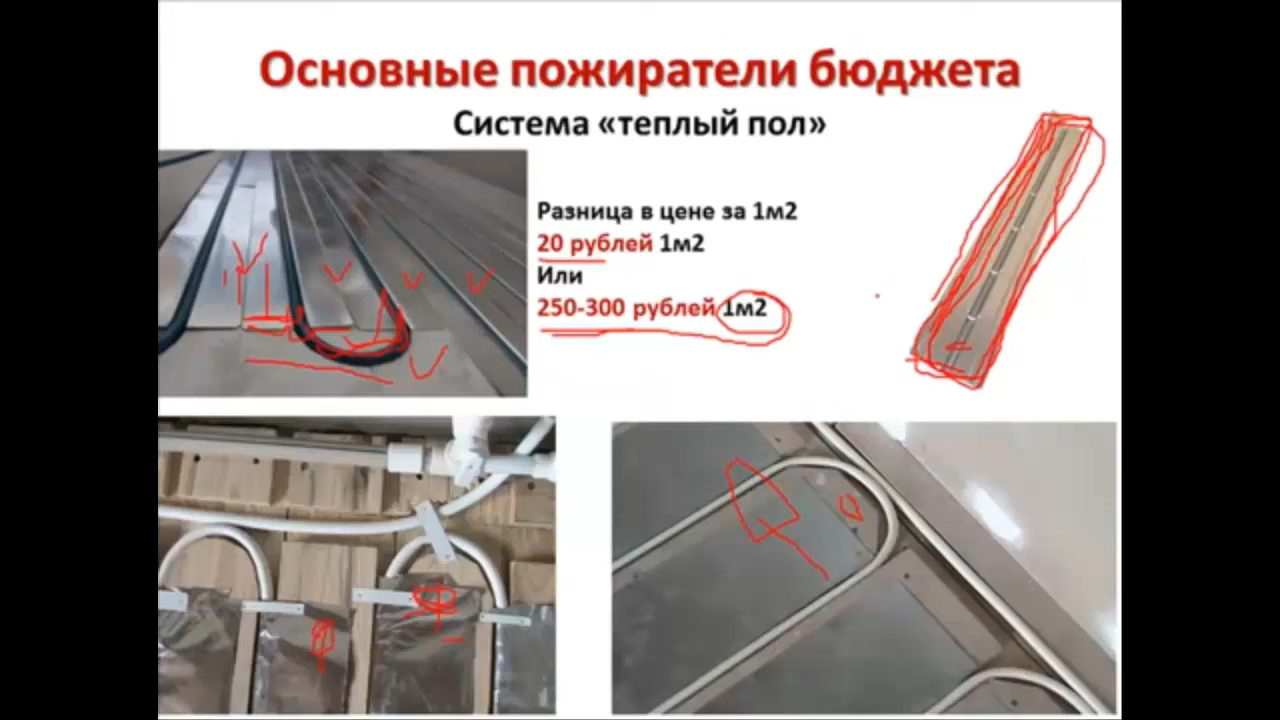 Основные пожиратели бюджета
Система «теплый пол»
Разница в цене за 1м2
20 рублей 1м2
Или
250-300 рублей 1м2